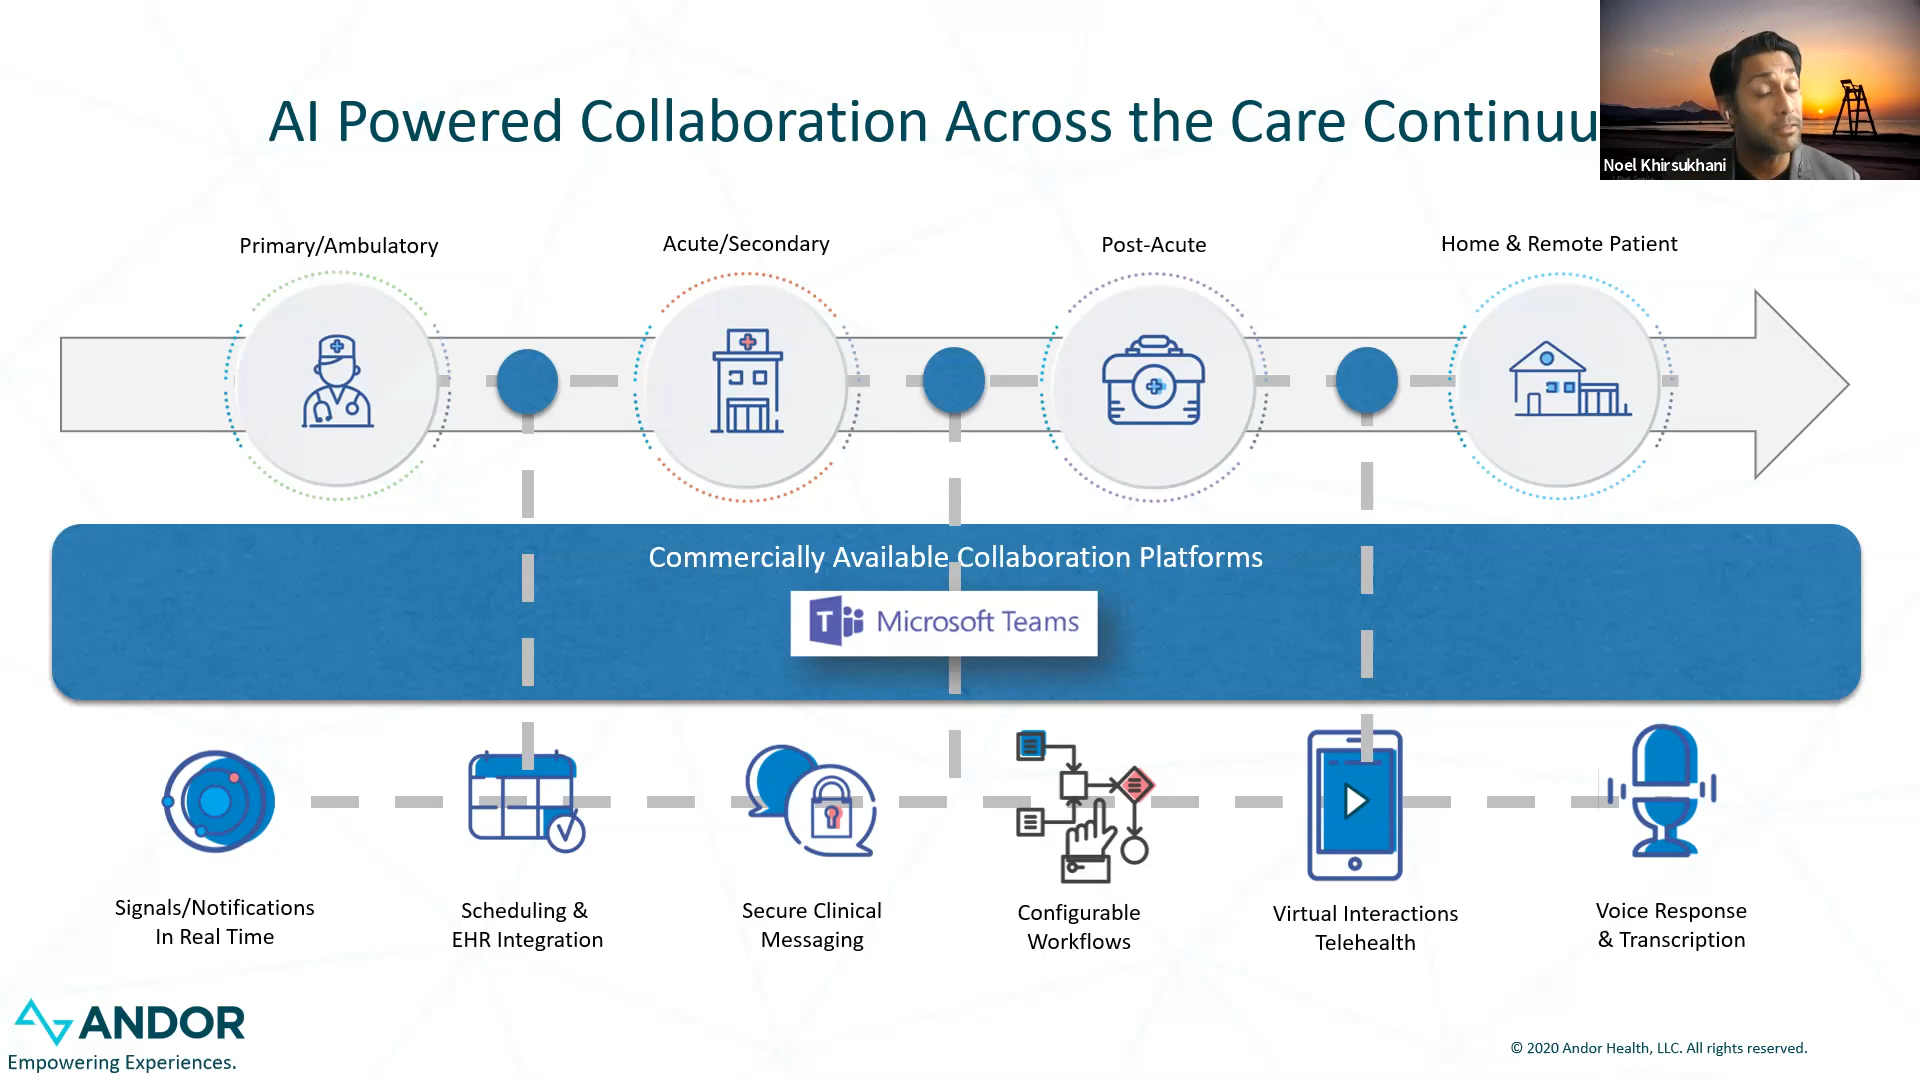 AI Powered Collaboration Across the Care Continuu
Noel Khirsukhani
Primary/Ambulatory
Acute/Secondary
Post-Acute
Home & Remote Patient
Commercially Available Collaboration Platforms
T
Microsoft Teams
Signals/Notifications
In Real Time
Scheduling &
EHR Integration
Secure Clinical
Messaging
Configurable
Workflows
Virtual Interactions
Telehealth
Voice Response
& Transcription
ANDOR
Empowering Experiences.
© 2020 Andor Health, LLC. All rights reserved.